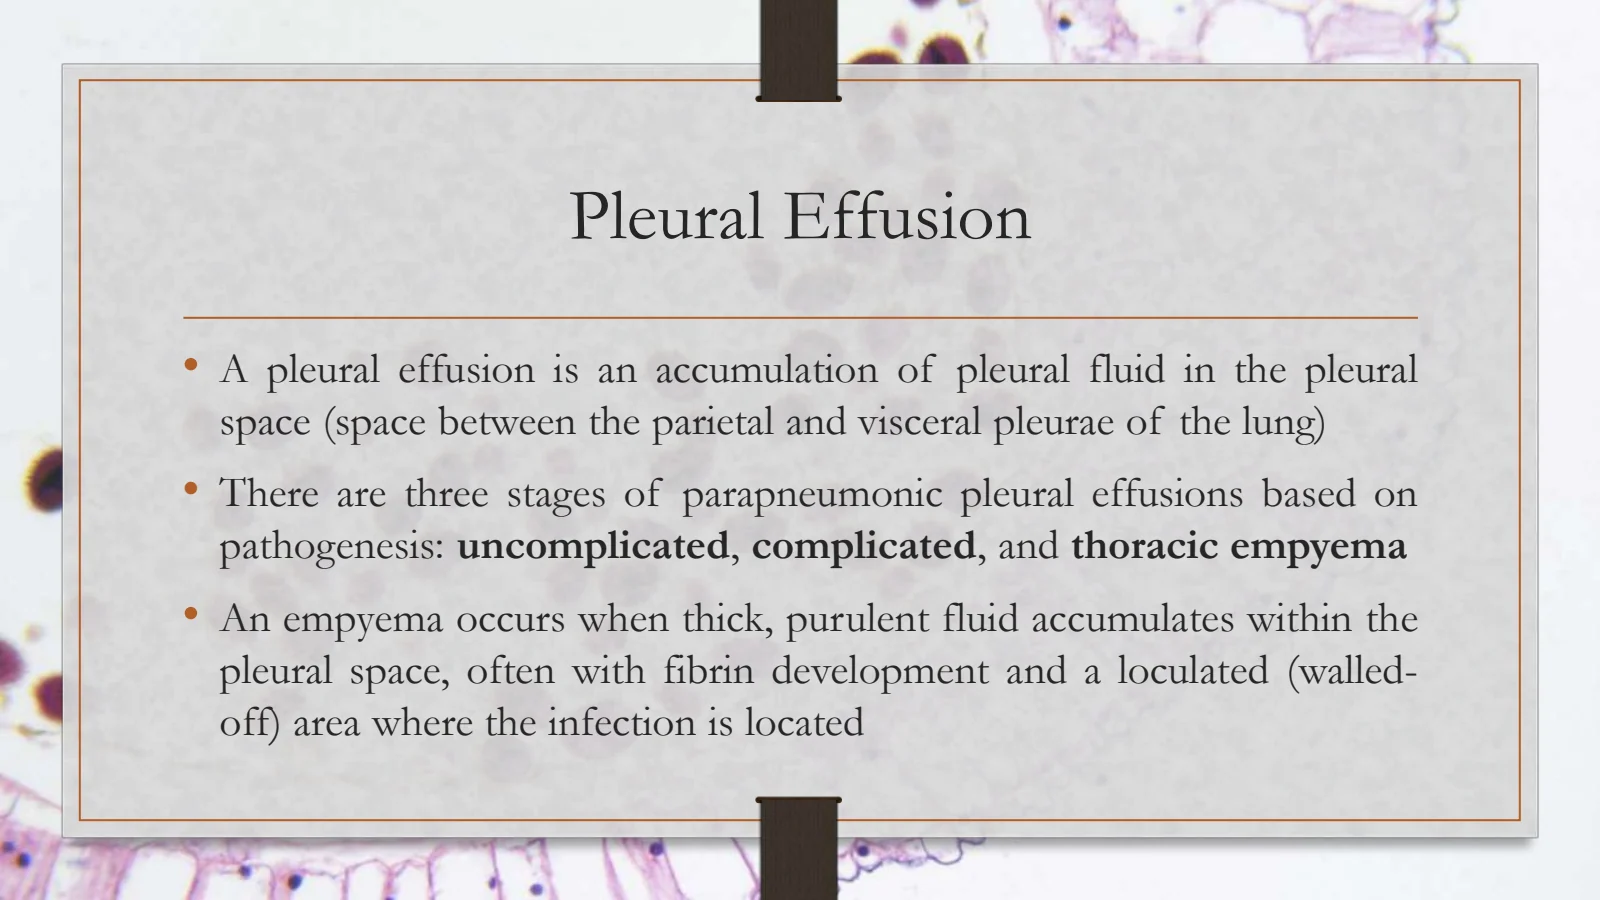 Pleural Effusion
• A pleural effusion is an accumulation of pleural fluid in the pleural
space (space between the parietal and visceral pleurae of the lung)
• There are three stages of parapneumonic pleural effusions based on
pathogenesis: uncomplicated, complicated, and thoracic empyema
• An empyema occurs when thick, purulent fluid accumulates within the
pleural space, often with fibrin development and a loculated (walled-
off) area where the infection is located